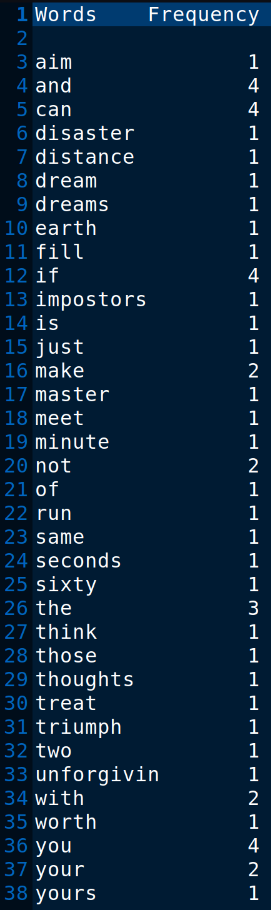 1 Words Frequency
2
3 aim 1
4 and 4
5 can 4
6 disaster 1
7 distance 1
8 dream 1
9 dreams 1
10 earth 1
11 fill 1
12 if 4
13 impostors 1
14 is 1
15 just 1
16 make 2
17 master 1
18 meet 1
19 minute 1
20 not 2
21 of 1
22 run 1
23 same 1
24 seconds 1
25 sixty 1
26 the 3
27 think 1
28 those 1
29 thoughts 1
30 treat 1
31 triumph 1
32 two 1
33 unforgivin 1
34 with 2
35 worth 1
36 you 4
37 your 2
38 yours 1